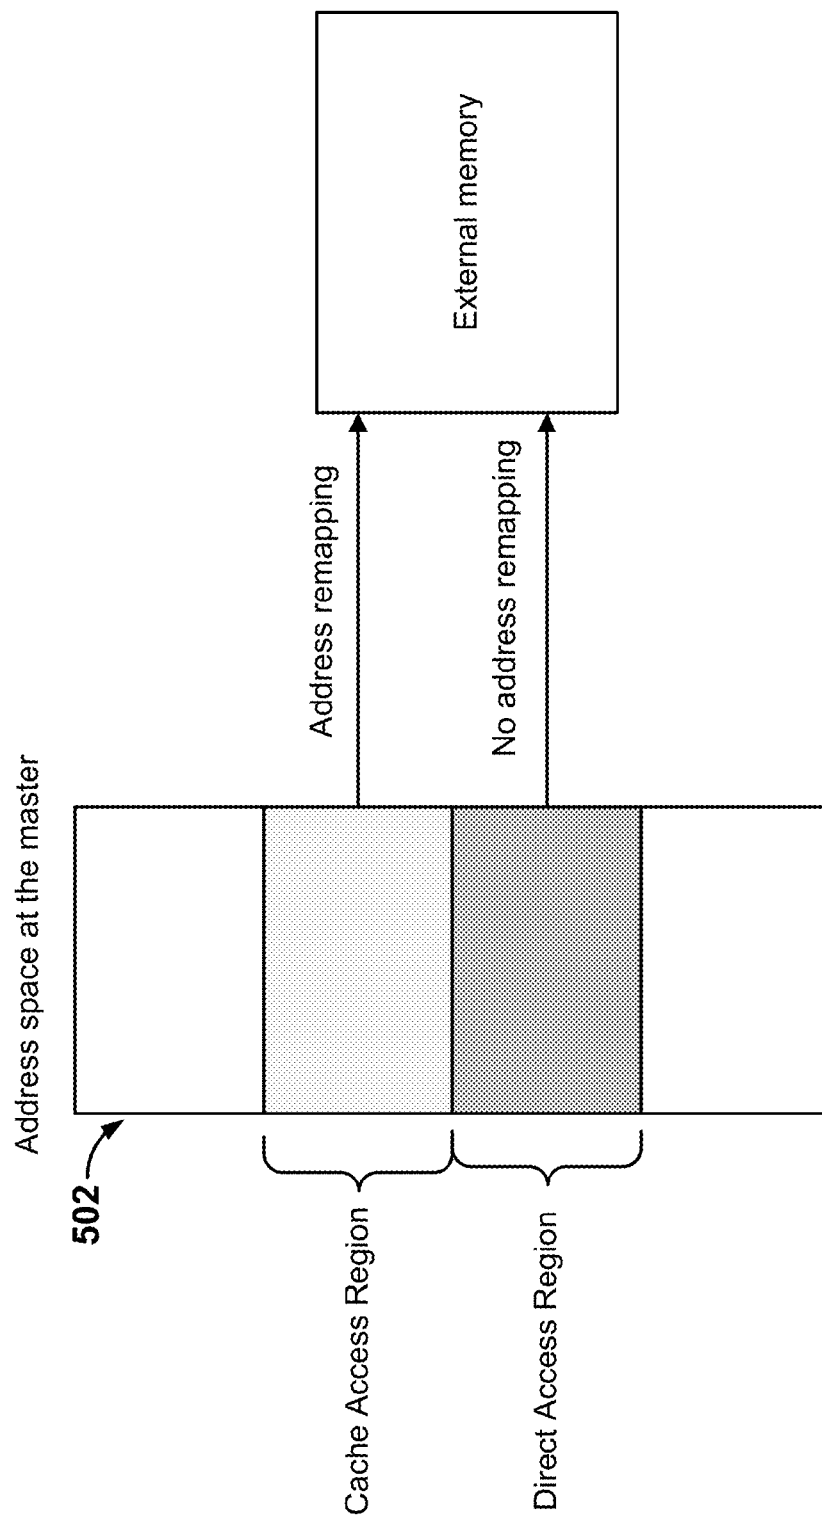 Address space at the master
502
Cache Access Region
Address remapping
Direct Access Region
No address remapping
External memory